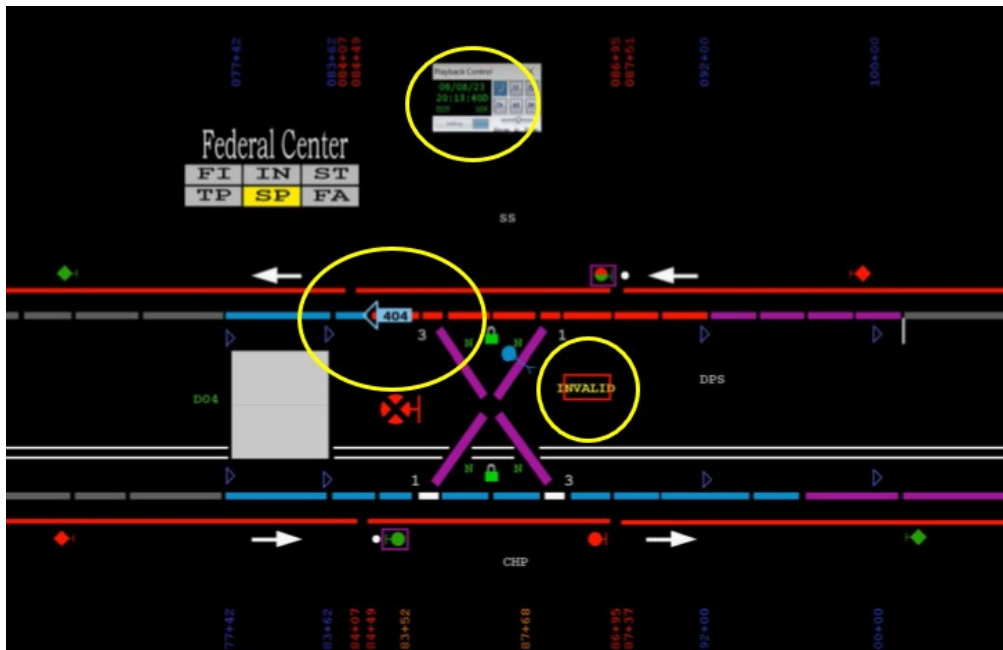 077+42 083+62 084+07 084+49 086+95 087+51 092+00 100+00
Playback Control
08/08/23
20:15:40D
Federal Center
FI IN ST
TP SP FA
SS
404
3 N N 1
INVALID
DPS
D04
1 N N 3
CHP
77+42 83+62 84+07 84+49 83+52 87+68 86+95 87+37 92+00 00+00